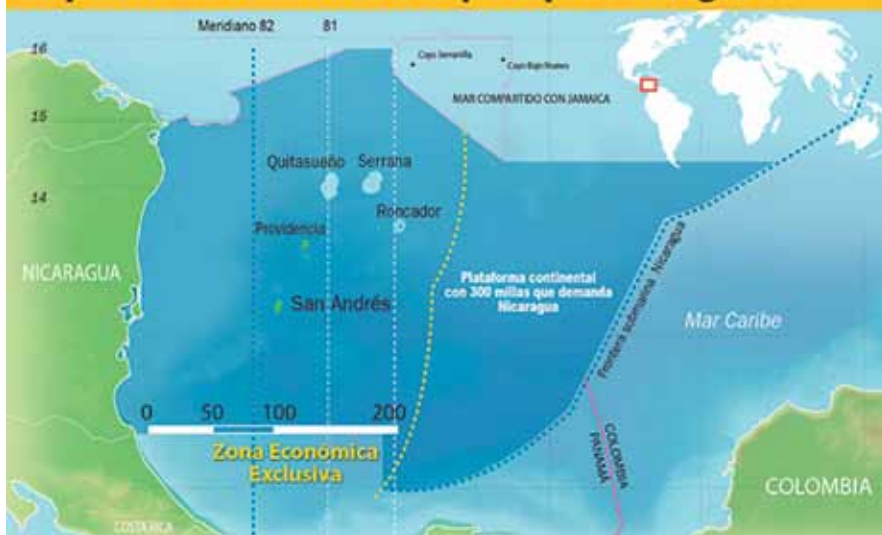 Meridiano 82
81
16
15
14
Cayo Serranilla
Cayo Bajo Nuevo
MAR COMPARTIDO CON JAMAICA
Quitasueño
Serrana
Roncador
Providencia
San Andrés
NICARAGUA
Plataforma continental
con 300 millas que demanda
Nicaragua
Frontera submarina Nicaragua
Mar Caribe
0 50 100 200
Zona Económica
Exclusiva
COLOMBIA
PANAMÁ
COLOMBIA
COSTA RICA